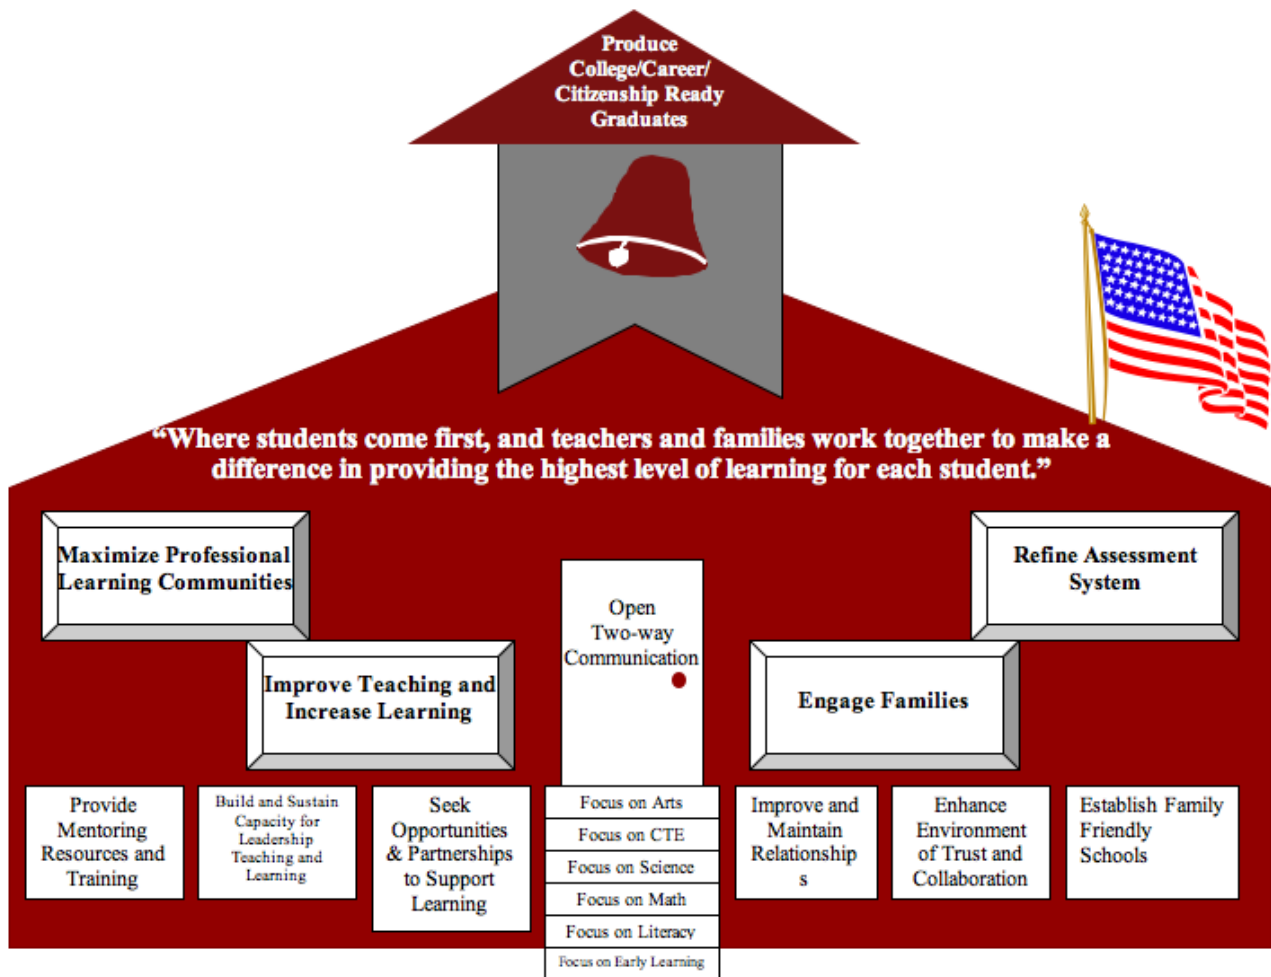 Produce
College/Career/
Citizenship Ready
Graduates
“Where students come first, and teachers and families work together to make a
difference in providing the highest level of learning for each student.”
Maximize Professional
Learning Communities
Refine Assessment
System
Open
Two-way
Communication
Improve Teaching and
Increase Learning
Engage Families
Provide
Mentoring
Resources and
Training
Build and Sustain
Capacity for
Leadership
Teaching and
Learning
Seek
Opportunities
& Partnerships
to Support
Learning
Focus on Arts
Focus on CTE
Focus on Science
Focus on Math
Focus on Literacy
Focus on Early Learning
Improve and
Maintain
Relationship
s
Enhance
Environment
of Trust and
Collaboration
Establish Family
Friendly
Schools